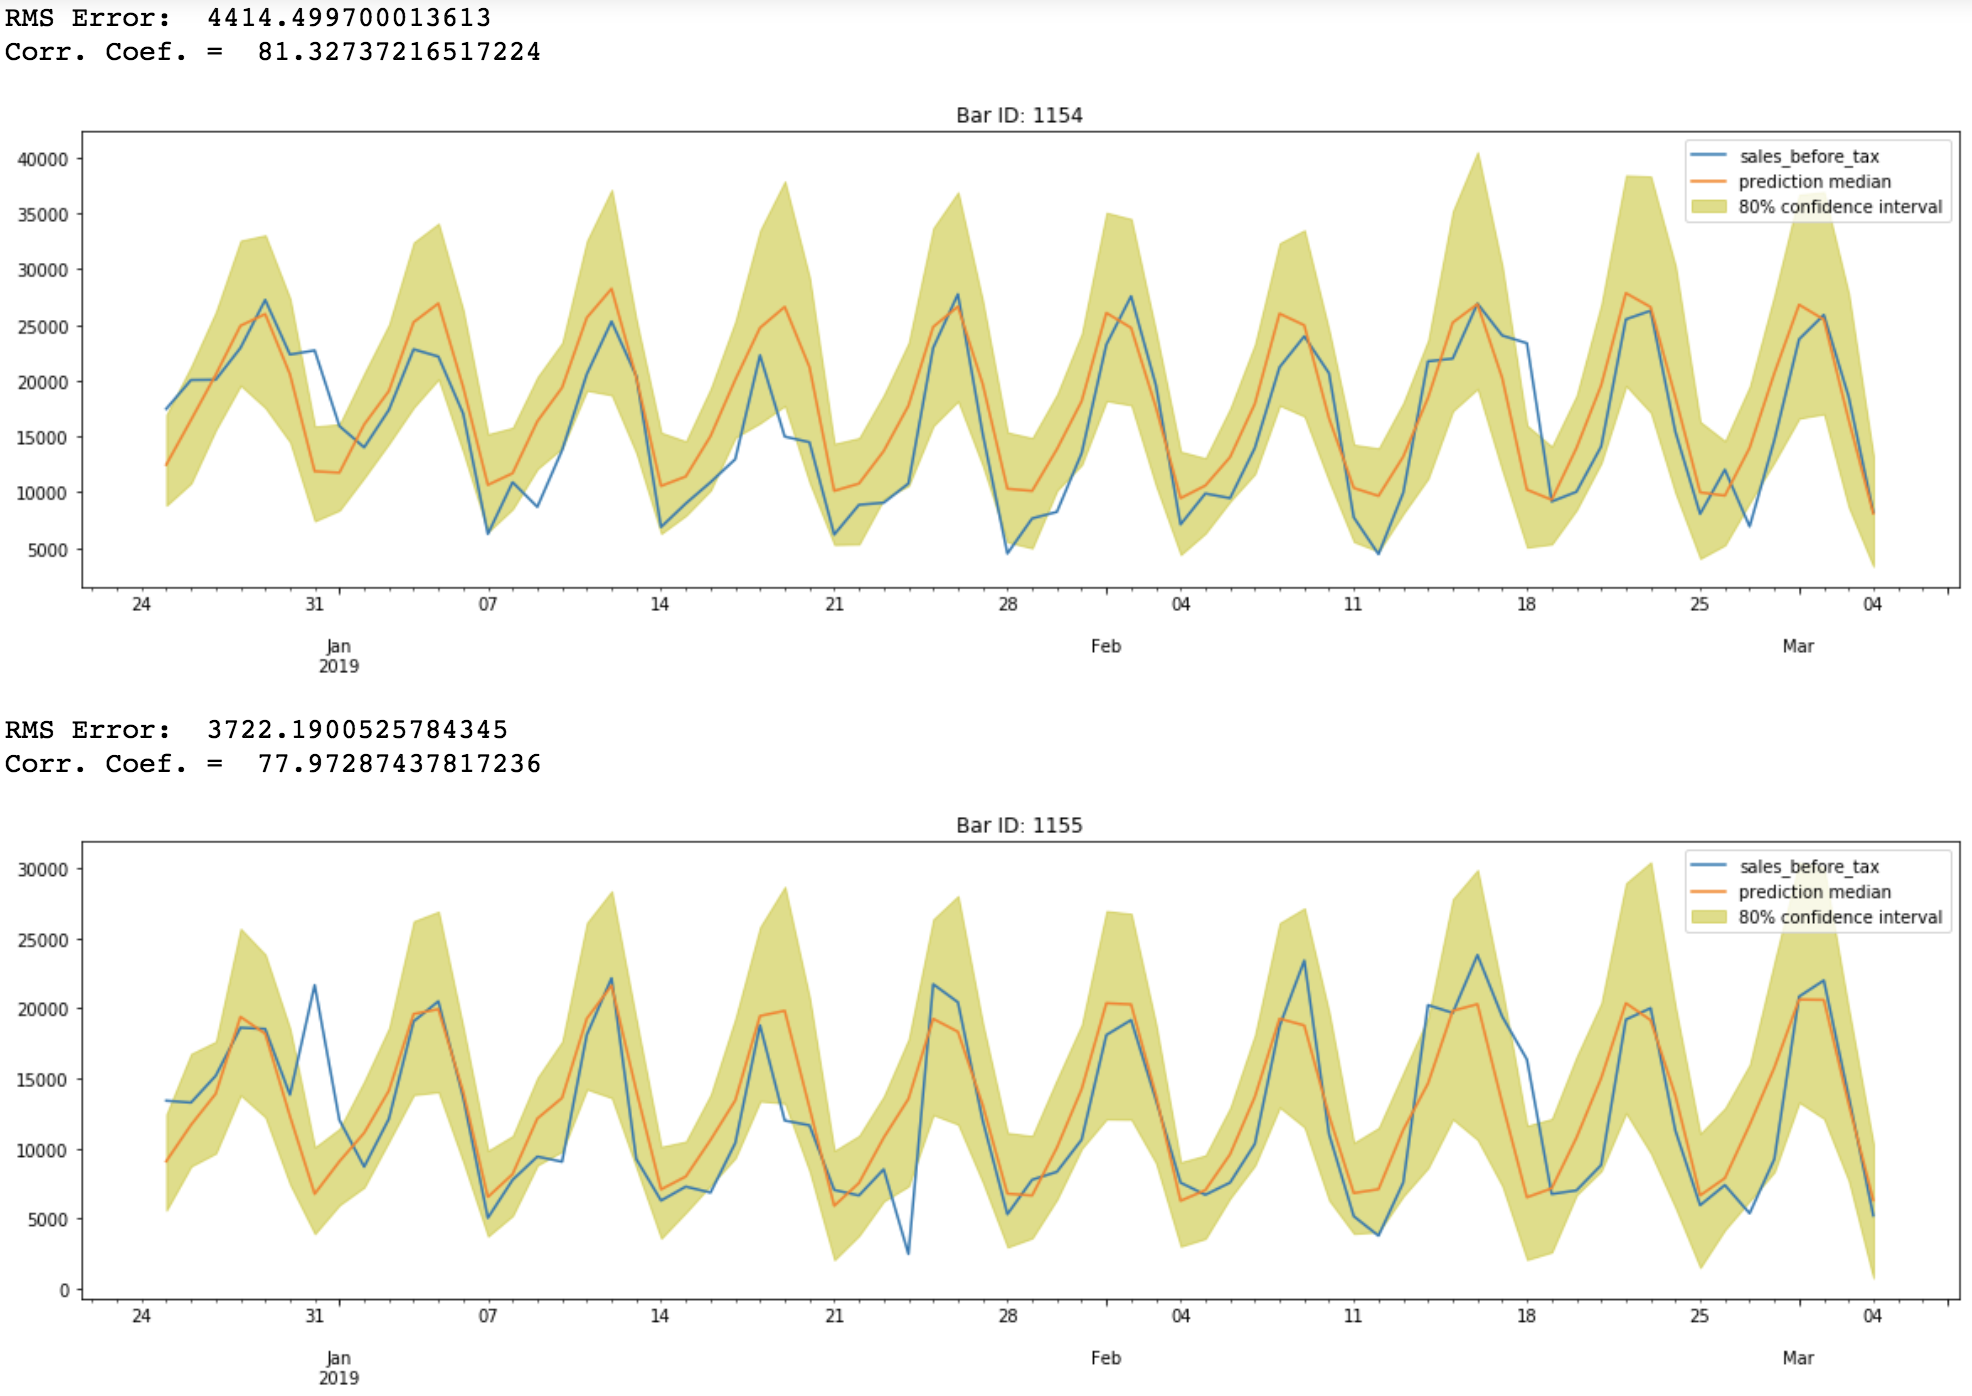 RMS Error:  4414.499700013613
Corr. Coef. =  81.32737216517224
Bar ID: 1154
sales_before_tax
prediction median
80% confidence interval
40000
35000
30000
25000
20000
15000
10000
5000
24 31 07 14 21 28 04 11 18 25 04
Jan Feb Mar
2019
RMS Error:  3722.1900525784345
Corr. Coef. =  77.97287437817236
Bar ID: 1155
sales_before_tax
prediction median
80% confidence interval
30000
25000
20000
15000
10000
5000
0
24 31 07 14 21 28 04 11 18 25 04
Jan Feb Mar
2019